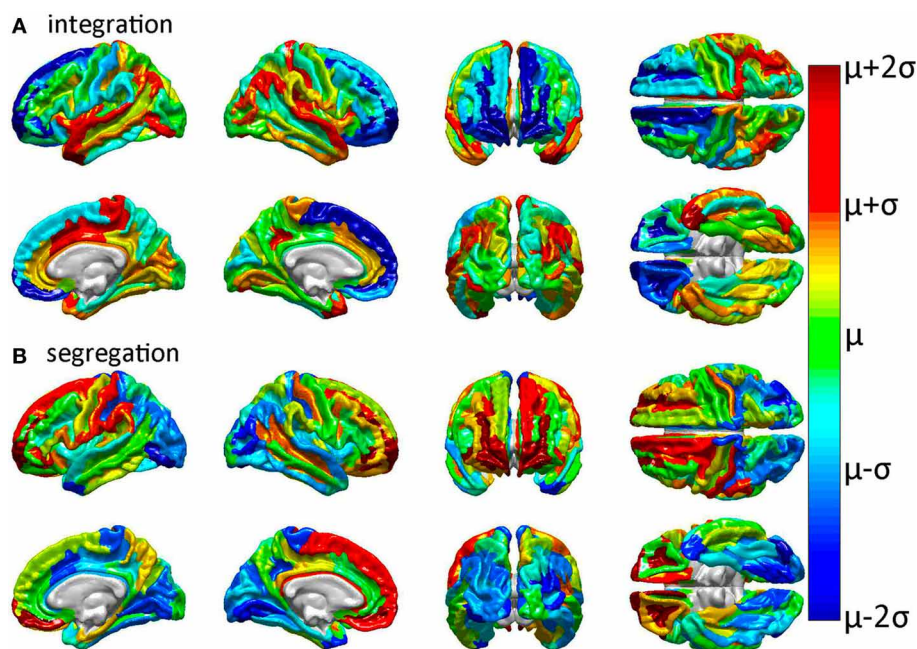 A integration
B segregation
μ+2σ
μ+σ
μ
μ-σ
μ-2σ